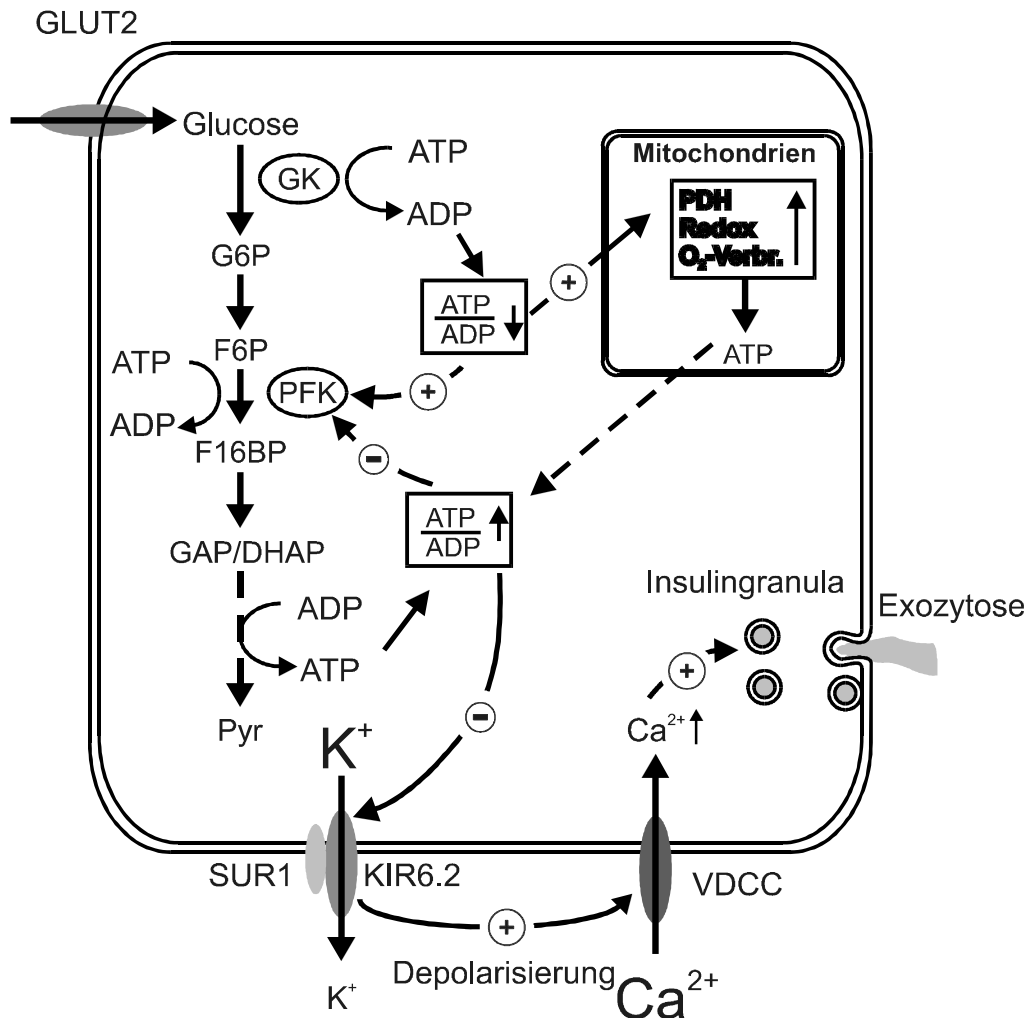 GLUT2
Glucose
GK
ATP
ADP
Mitochondrien
PDH
Redox
O₂-Verbr.
ATP
G6P
ATP
ADP
+
F6P
ATP
ADP
PFK
+
F16BP
−
ATP
ADP
GAP/DHAP
ADP
ATP
Pyr
Insulingranula
Exozytose
+
−
Ca²⁺
K⁺
SUR1
KIR6.2
VDCC
+
Depolarisierung
K⁺
Ca²⁺